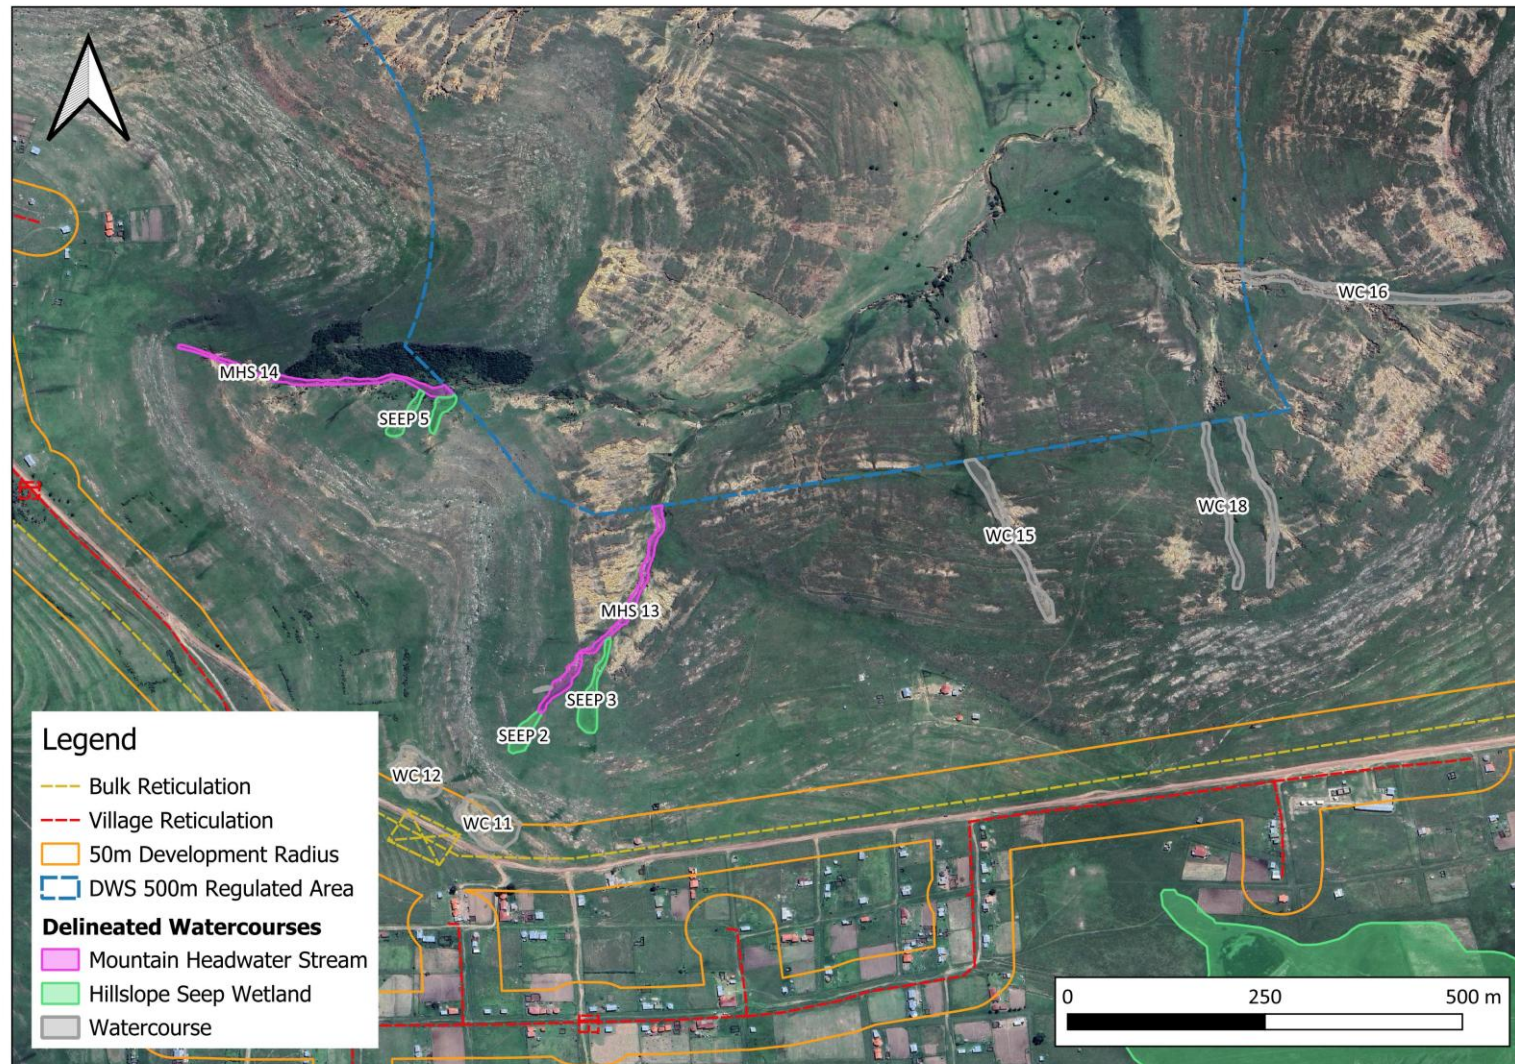 WC 16
MHS 14
SEEP 5
WC 18
WC 15
MHS 13
SEEP 3
SEEP 2
WC 12
WC 11
Legend
Bulk Reticulation
Village Reticulation
50m Development Radius
DWS 500m Regulated Area
Delineated Watercourses
Mountain Headwater Stream
Hillslope Seep Wetland
Watercourse
0 250 500 m